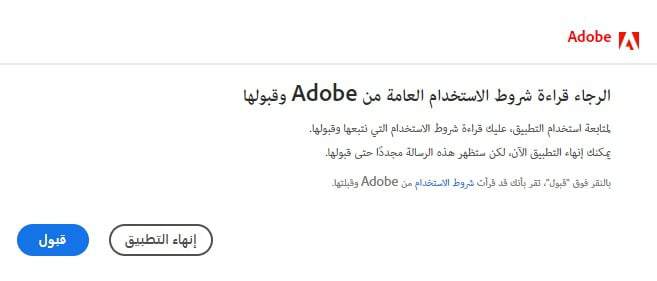 Adobe
الرجاء قراءة شروط الاستخدام العامة من Adobe وقبولها
لمتابعة استخدام التطبيق، عليك قراءة شروط الاستخدام التي نتبعها وقبولها.
يمكنك إنهاء التطبيق الآن، لكن ستظهر هذه الرسالة مجددًا حتى قبولها.
بالنقر فوق "قبول"، تقر بأنك قد قرأت شروط الاستخدام من Adobe وقبلتها.
إنهاء التطبيق
قبول